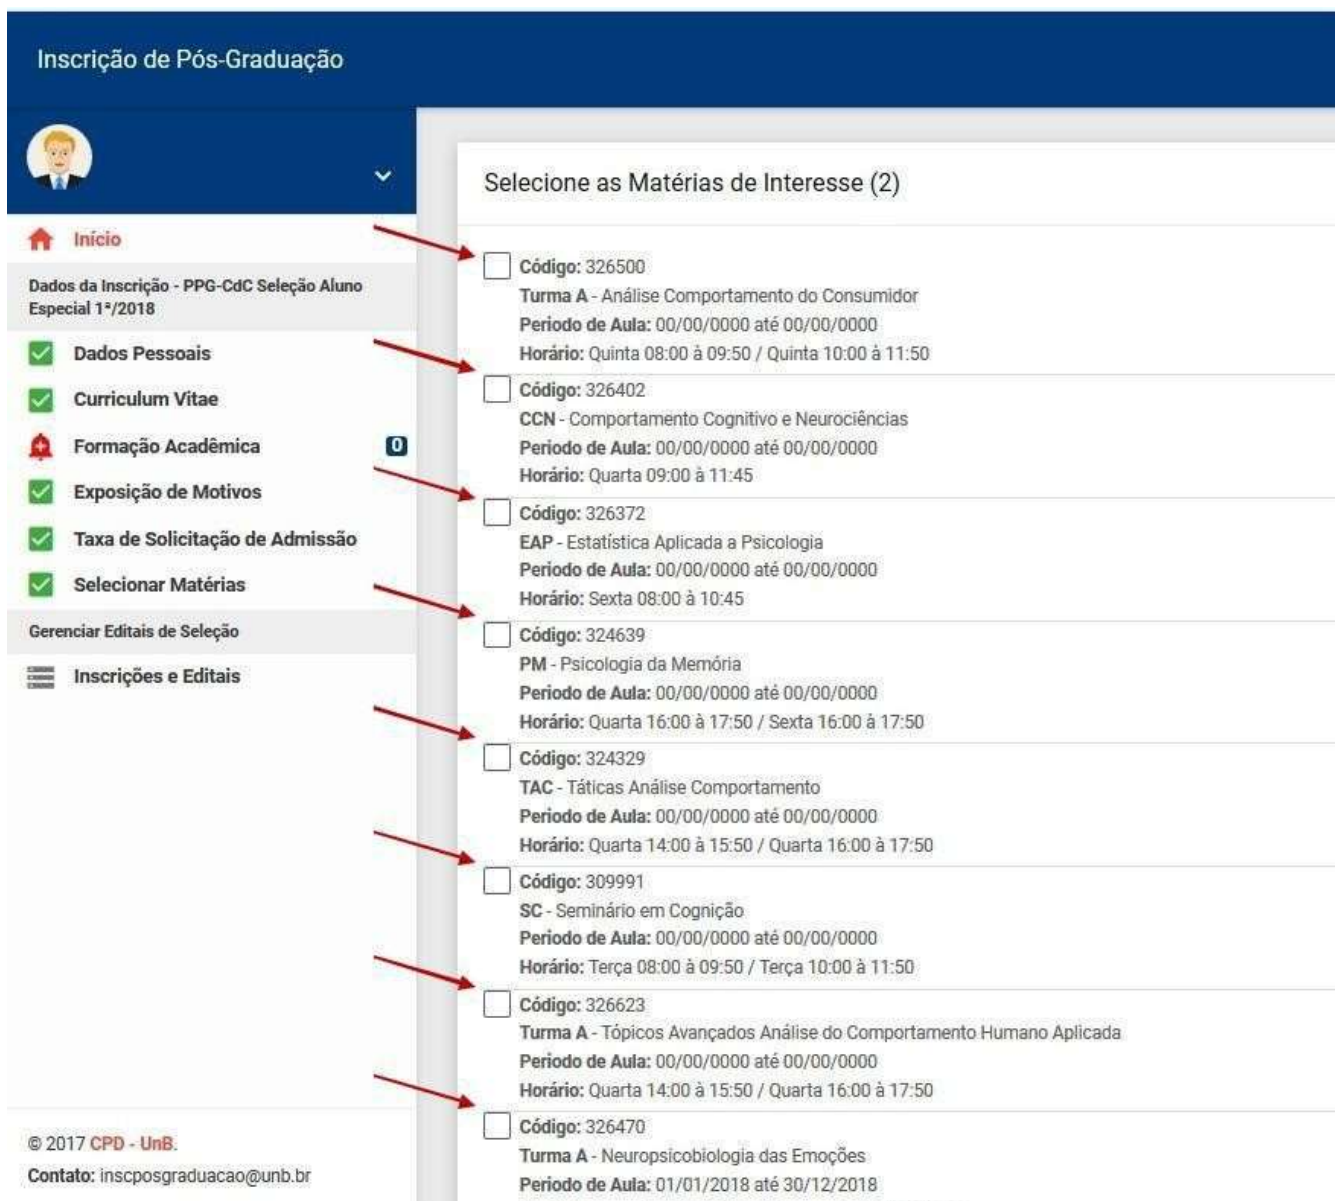 Inscrição de Pós-Graduação
Início
Dados da Inscrição - PPG-CdC Seleção Aluno
Especial 1ª/2018
Dados Pessoais
Curriculum Vitae
Formação Acadêmica 0
Exposição de Motivos
Taxa de Solicitação de Admissão
Selecionar Matérias
Gerenciar Editais de Seleção
Inscrições e Editais
© 2017 CPD - UnB.
Contato: inscposgraduacao@unb.br
Selecione as Matérias de Interesse (2)
Código: 326500
Turma A - Análise Comportamento do Consumidor
Periodo de Aula: 00/00/0000 até 00/00/0000
Horário: Quinta 08:00 à 09:50 / Quinta 10:00 à 11:50
Código: 326402
CCN - Comportamento Cognitivo e Neurociências
Periodo de Aula: 00/00/0000 até 00/00/0000
Horário: Quarta 09:00 à 11:45
Código: 326372
EAP - Estatística Aplicada a Psicologia
Periodo de Aula: 00/00/0000 até 00/00/0000
Horário: Sexta 08:00 à 10:45
Código: 324639
PM - Psicologia da Memória
Periodo de Aula: 00/00/0000 até 00/00/0000
Horário: Quarta 16:00 à 17:50 / Sexta 16:00 à 17:50
Código: 324329
TAC - Táticas Análise Comportamento
Periodo de Aula: 00/00/0000 até 00/00/0000
Horário: Quarta 14:00 à 15:50 / Quarta 16:00 à 17:50
Código: 309991
SC - Seminário em Cognição
Periodo de Aula: 00/00/0000 até 00/00/0000
Horário: Terça 08:00 à 09:50 / Terça 10:00 à 11:50
Código: 326623
Turma A - Tópicos Avançados Análise do Comportamento Humano Aplicada
Periodo de Aula: 00/00/0000 até 00/00/0000
Horário: Quarta 14:00 à 15:50 / Quarta 16:00 à 17:50
Código: 326470
Turma A - Neuropsicobiologia das Emoções
Periodo de Aula: 01/01/2018 até 30/12/2018